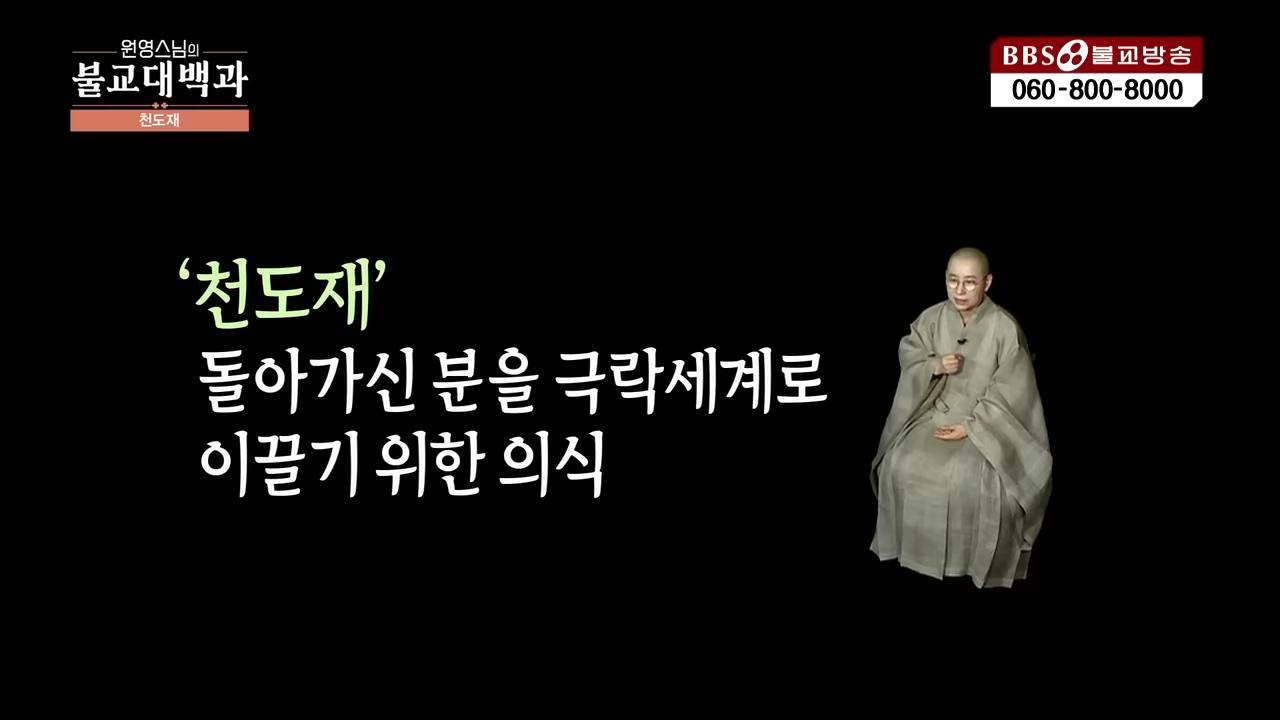 원영스님의
불교대백과
천도재
BBS 불교방송
060-800-8000
‘천도재’
돌아가신 분을 극락세계로
이끌기 위한 의식